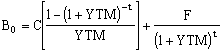 B₀ = C[(1 − (1 + YTM)^−t) / YTM] + F / (1 + YTM)^t